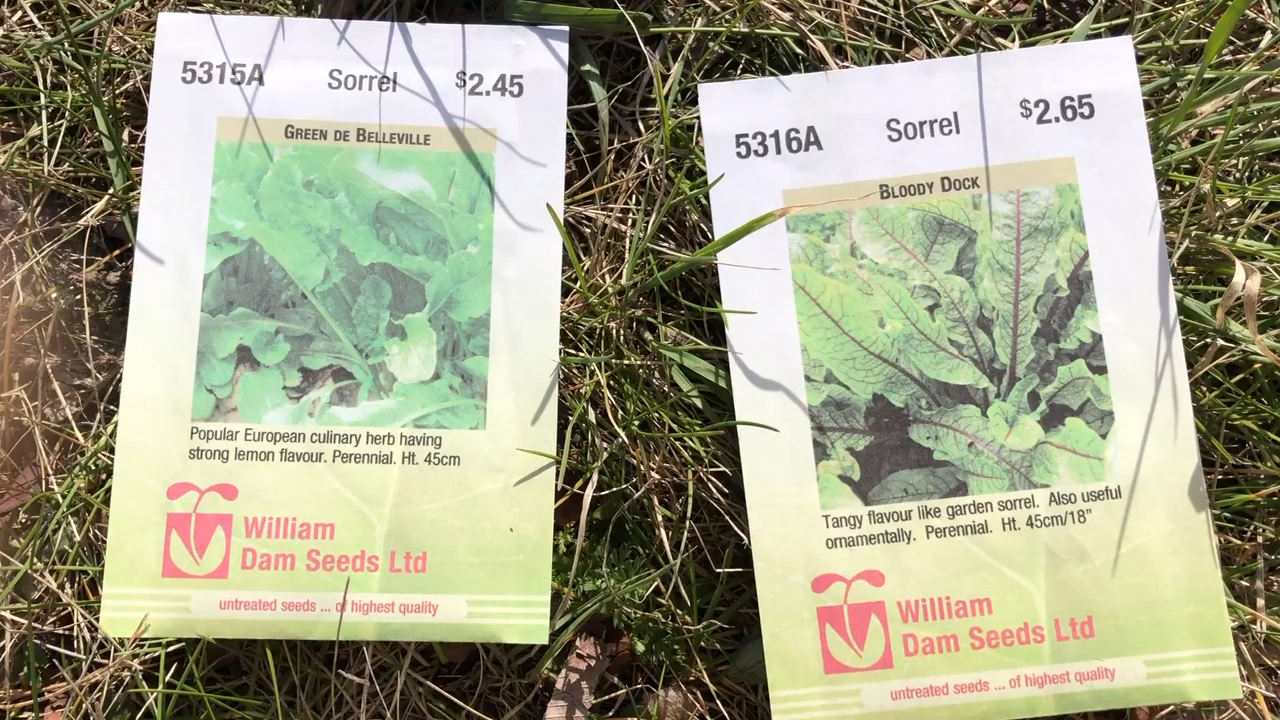 5315A Sorrel $2.45
GREEN DE BELLEVILLE
Popular European culinary herb having
strong lemon flavour. Perennial. Ht. 45cm
William
Dam Seeds Ltd
untreated seeds ... of highest quality
5316A Sorrel $2.65
BLOODY DOCK
Tangy flavour like garden sorrel. Also useful
ornamentally. Perennial. Ht. 45cm/18"
William
Dam Seeds Ltd
untreated seeds ... of highest quality